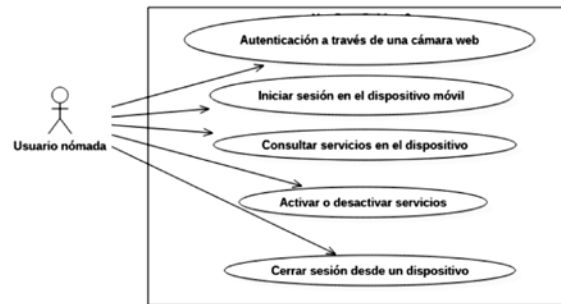 Autenticación a través de una cámara web
Iniciar sesión en el dispositivo móvil
Usuario nómada
Consultar servicios en el dispositivo
Activar o desactivar servicios
Cerrar sesión desde un dispositivo